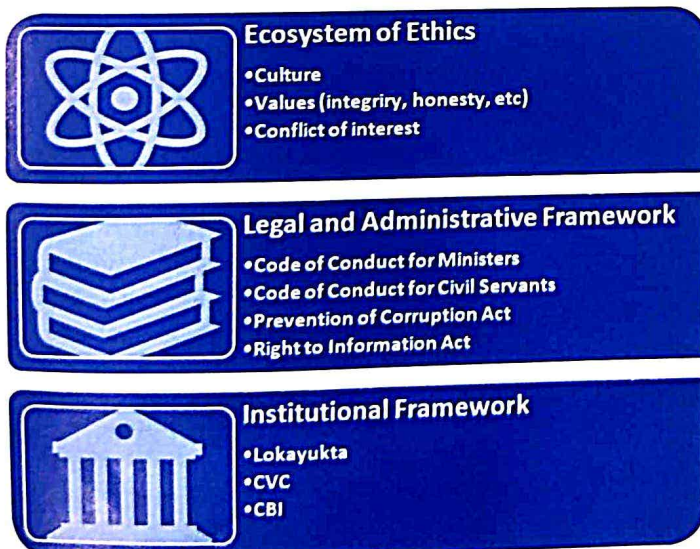 Ecosystem of Ethics
•Culture
•Values (integriry, honesty, etc)
•Conflict of interest
Legal and Administrative Framework
•Code of Conduct for Ministers
•Code of Conduct for Civil Servants
•Prevention of Corruption Act
•Right to Information Act
Institutional Framework
•Lokayukta
•CVC
•CBI